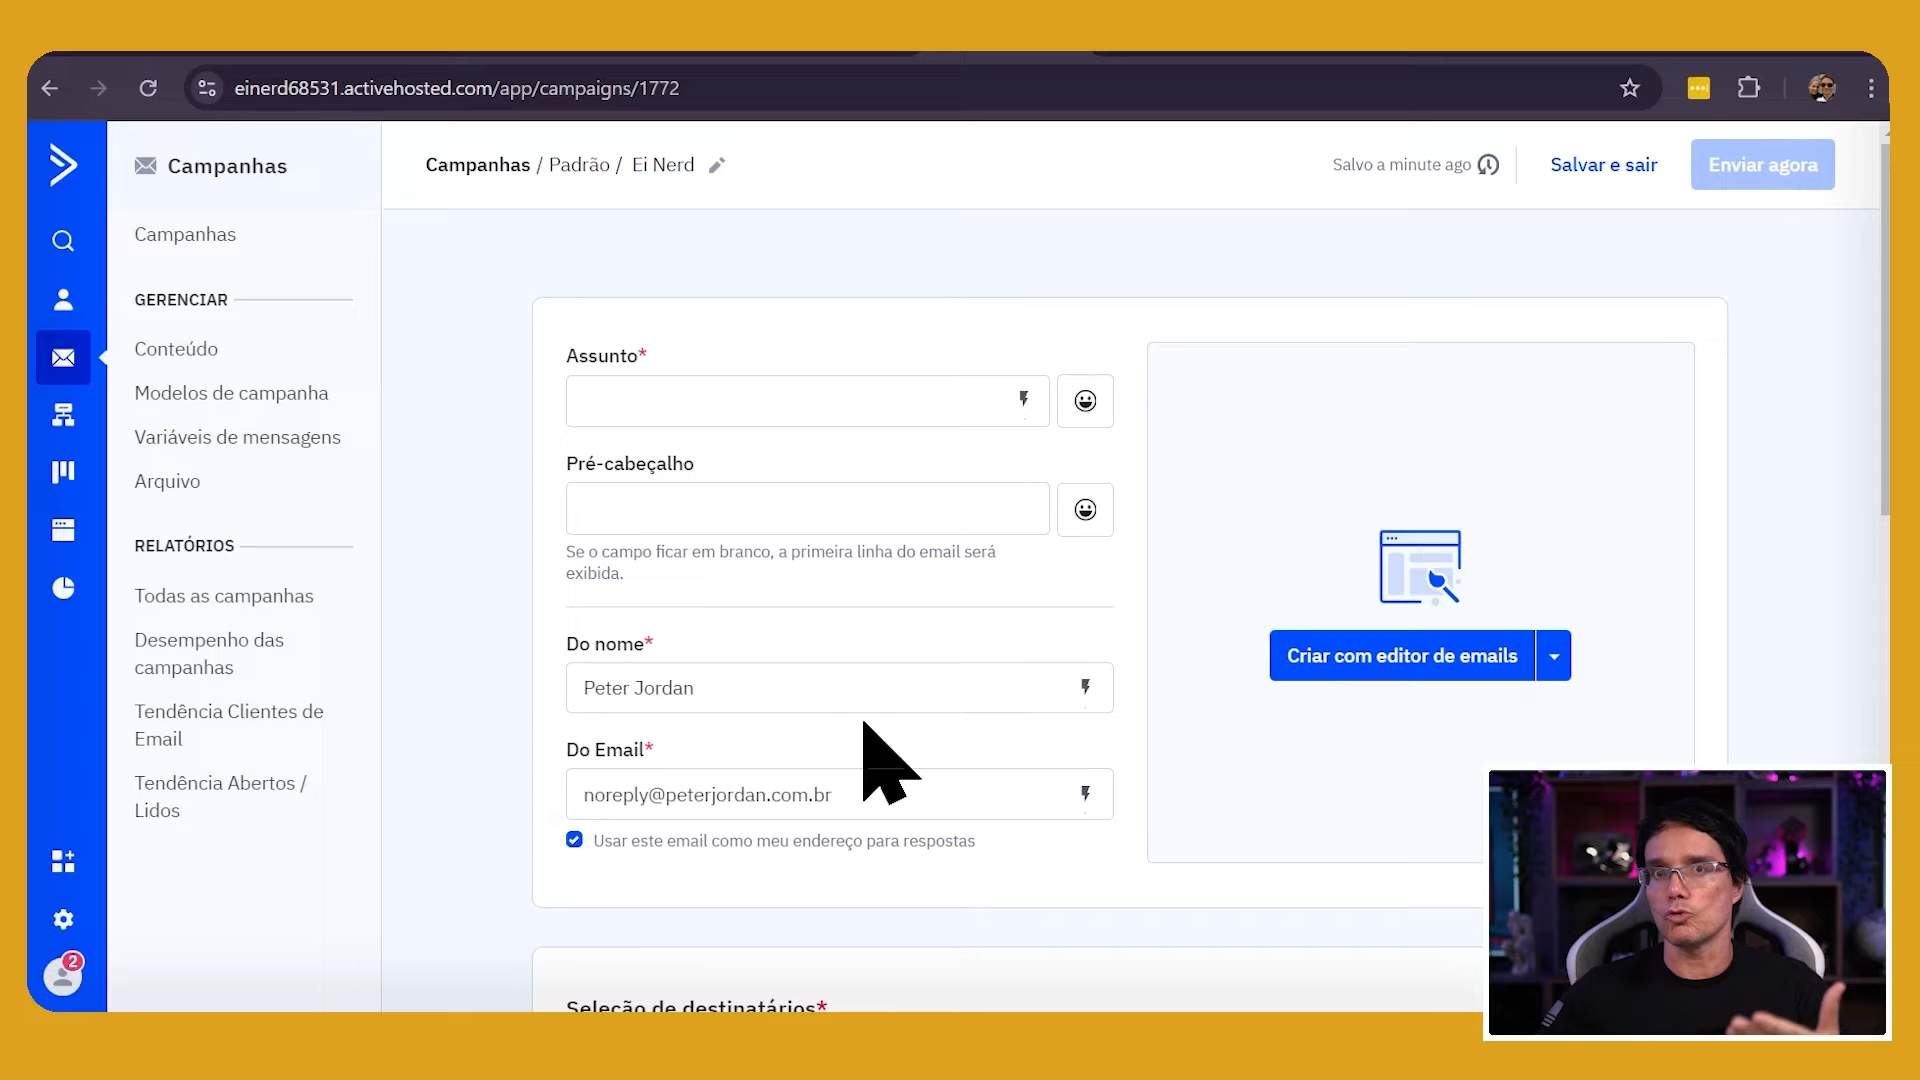 einerd68531.activehosted.com/app/campaigns/1772
Campanhas
Campanhas / Padrão / Ei Nerd
Salvo a minute ago
Salvar e sair
Enviar agora
Campanhas
GERENCIAR
Conteúdo
Modelos de campanha
Variáveis de mensagens
Arquivo
RELATÓRIOS
Todas as campanhas
Desempenho das
campanhas
Tendência Clientes de
Email
Tendência Abertos /
Lidos
2
Assunto*
Pré-cabeçalho
Se o campo ficar em branco, a primeira linha do email será
exibida.
Do nome*
Peter Jordan
Do Email*
noreply@peterjordan.com.br
Usar este email como meu endereço para respostas
Criar com editor de emails
Seleção de destinatários*